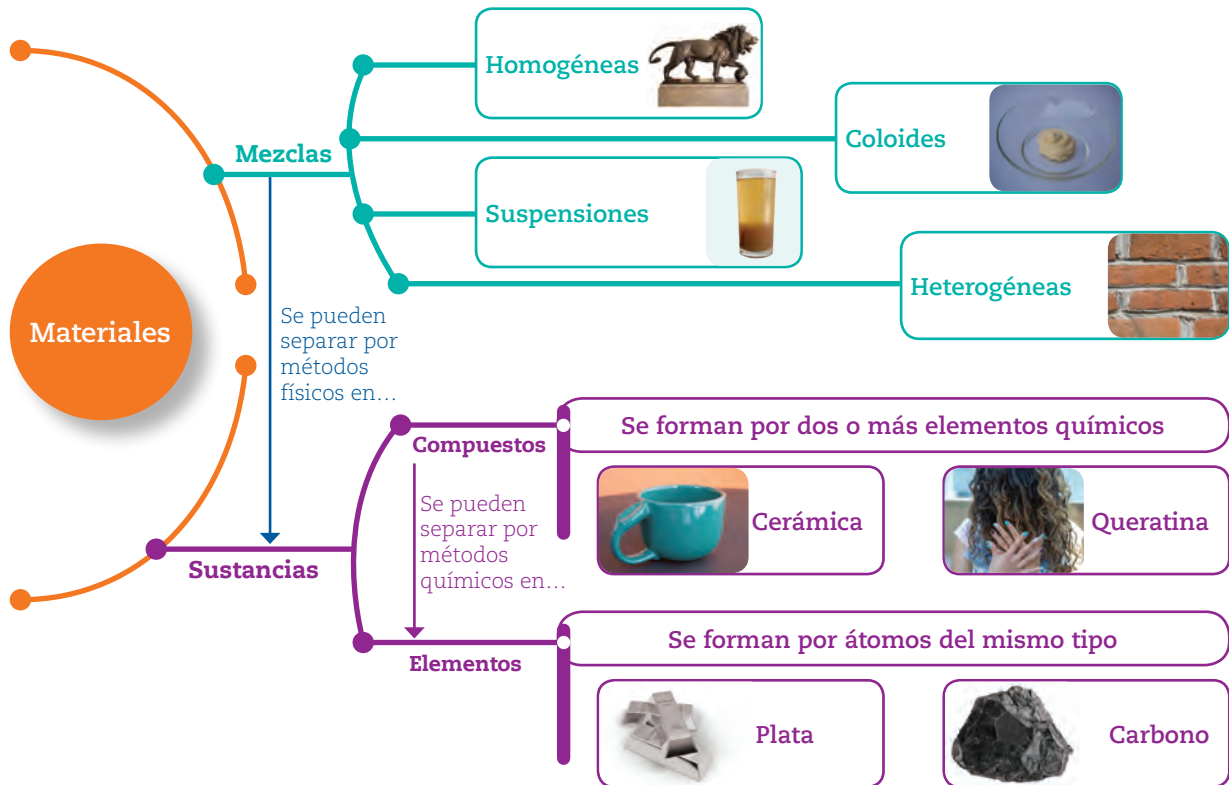 Homogéneas
Coloides
Mezclas
Suspensiones
Heterogéneas
Materiales
Se pueden
separar por
métodos
físicos en…
Se forman por dos o más elementos químicos
Compuestos
Cerámica
Queratina
Se pueden
separar por
métodos
químicos en…
Sustancias
Se forman por átomos del mismo tipo
Elementos
Plata
Carbono